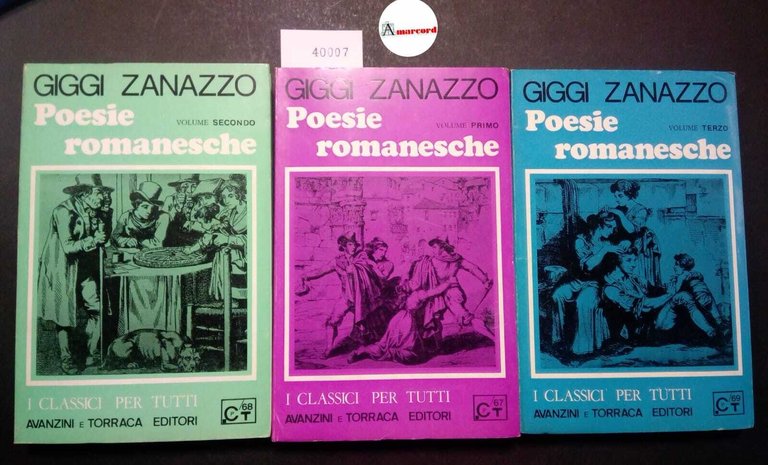 Amarcord
40007
GIGGI ZANAZZO
Poesie
VOLUME SECONDO
romanesche
I CLASSICI PER TUTTI
AVANZINI E TORRACA EDITORI
CT/68
GIGGI ZANAZZO
Poesie
VOLUME PRIMO
romanesche
I CLASSICI PER TUTTI
AVANZINI E TORRACA EDITORI
CT/67
GIGGI ZANAZZO
Poesie
VOLUME TERZO
romanesche
I CLASSICI PER TUTTI
AVANZINI E TORRACA EDITORI
CT/69